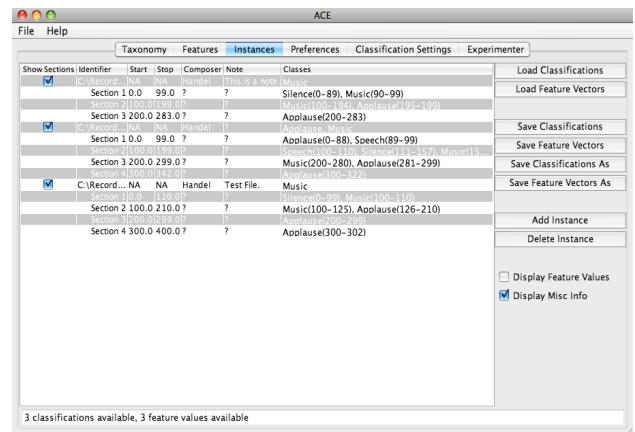 ACE
File Help
Taxonomy Features Instances Preferences Classification Settings Experimenter
Show Sections Identifier Start Stop Composer Note Classes
C:\Record... NA NA Handel This is a note. Music
Section 1 0.0 99.0 ? ? Silence(0-89), Music(90-99)
Section 2 100.0 199.0 ? ? Music(100-194), Applause(195-199)
Section 3 200.0 283.0 ? ? Applause(200-283)
C:\Record... NA NA Handel ? Applause, Music
Section 1 0.0 99.0 ? ? Applause(0-88), Speech(89-99)
Section 2 100.0 199.0 ? ? Speech(100-110), Silence(111-157), Music(15...
Section 3 200.0 299.0 ? ? Music(200-280), Applause(281-299)
Section 4 300.0 342.0 ? ? Applause(300-322)
C:\Record... NA NA Handel Test File. Music
Section 1 0.0 110.0 ? ? Silence(0-99), Music(100-110)
Section 2 100.0 210.0 ? ? Music(100-125), Applause(126-210)
Section 3 200.0 299.0 ? ? Applause(200-299)
Section 4 300.0 400.0 ? ? Applause(300-302)
Load Classifications
Load Feature Vectors
Save Classifications
Save Feature Vectors
Save Classifications As
Save Feature Vectors As
Add Instance
Delete Instance
Display Feature Values
Display Misc Info
3 classifications available, 3 feature values available